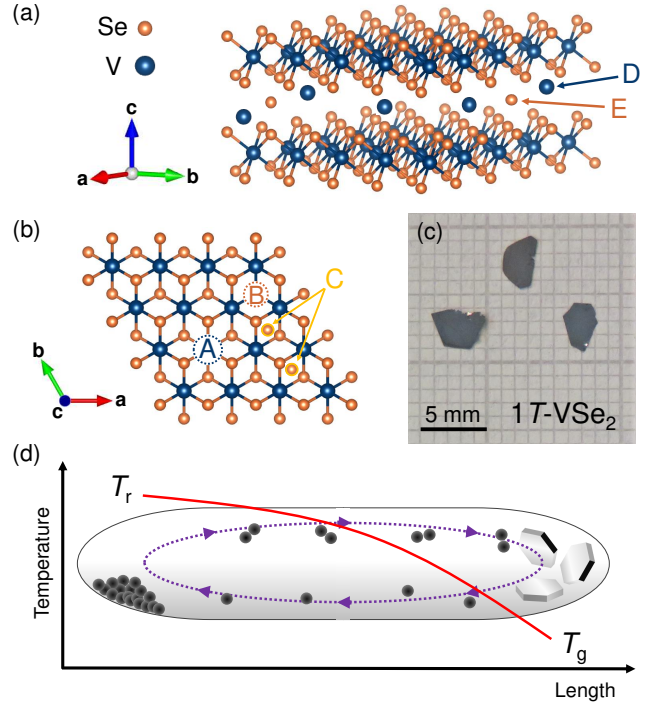 (a)
Se
V
c
a
b
D
E
(b)
A
B
C
b
c
a
(c)
5 mm
1T-VSe₂
(d)
Temperature
Tr
Tg
Length